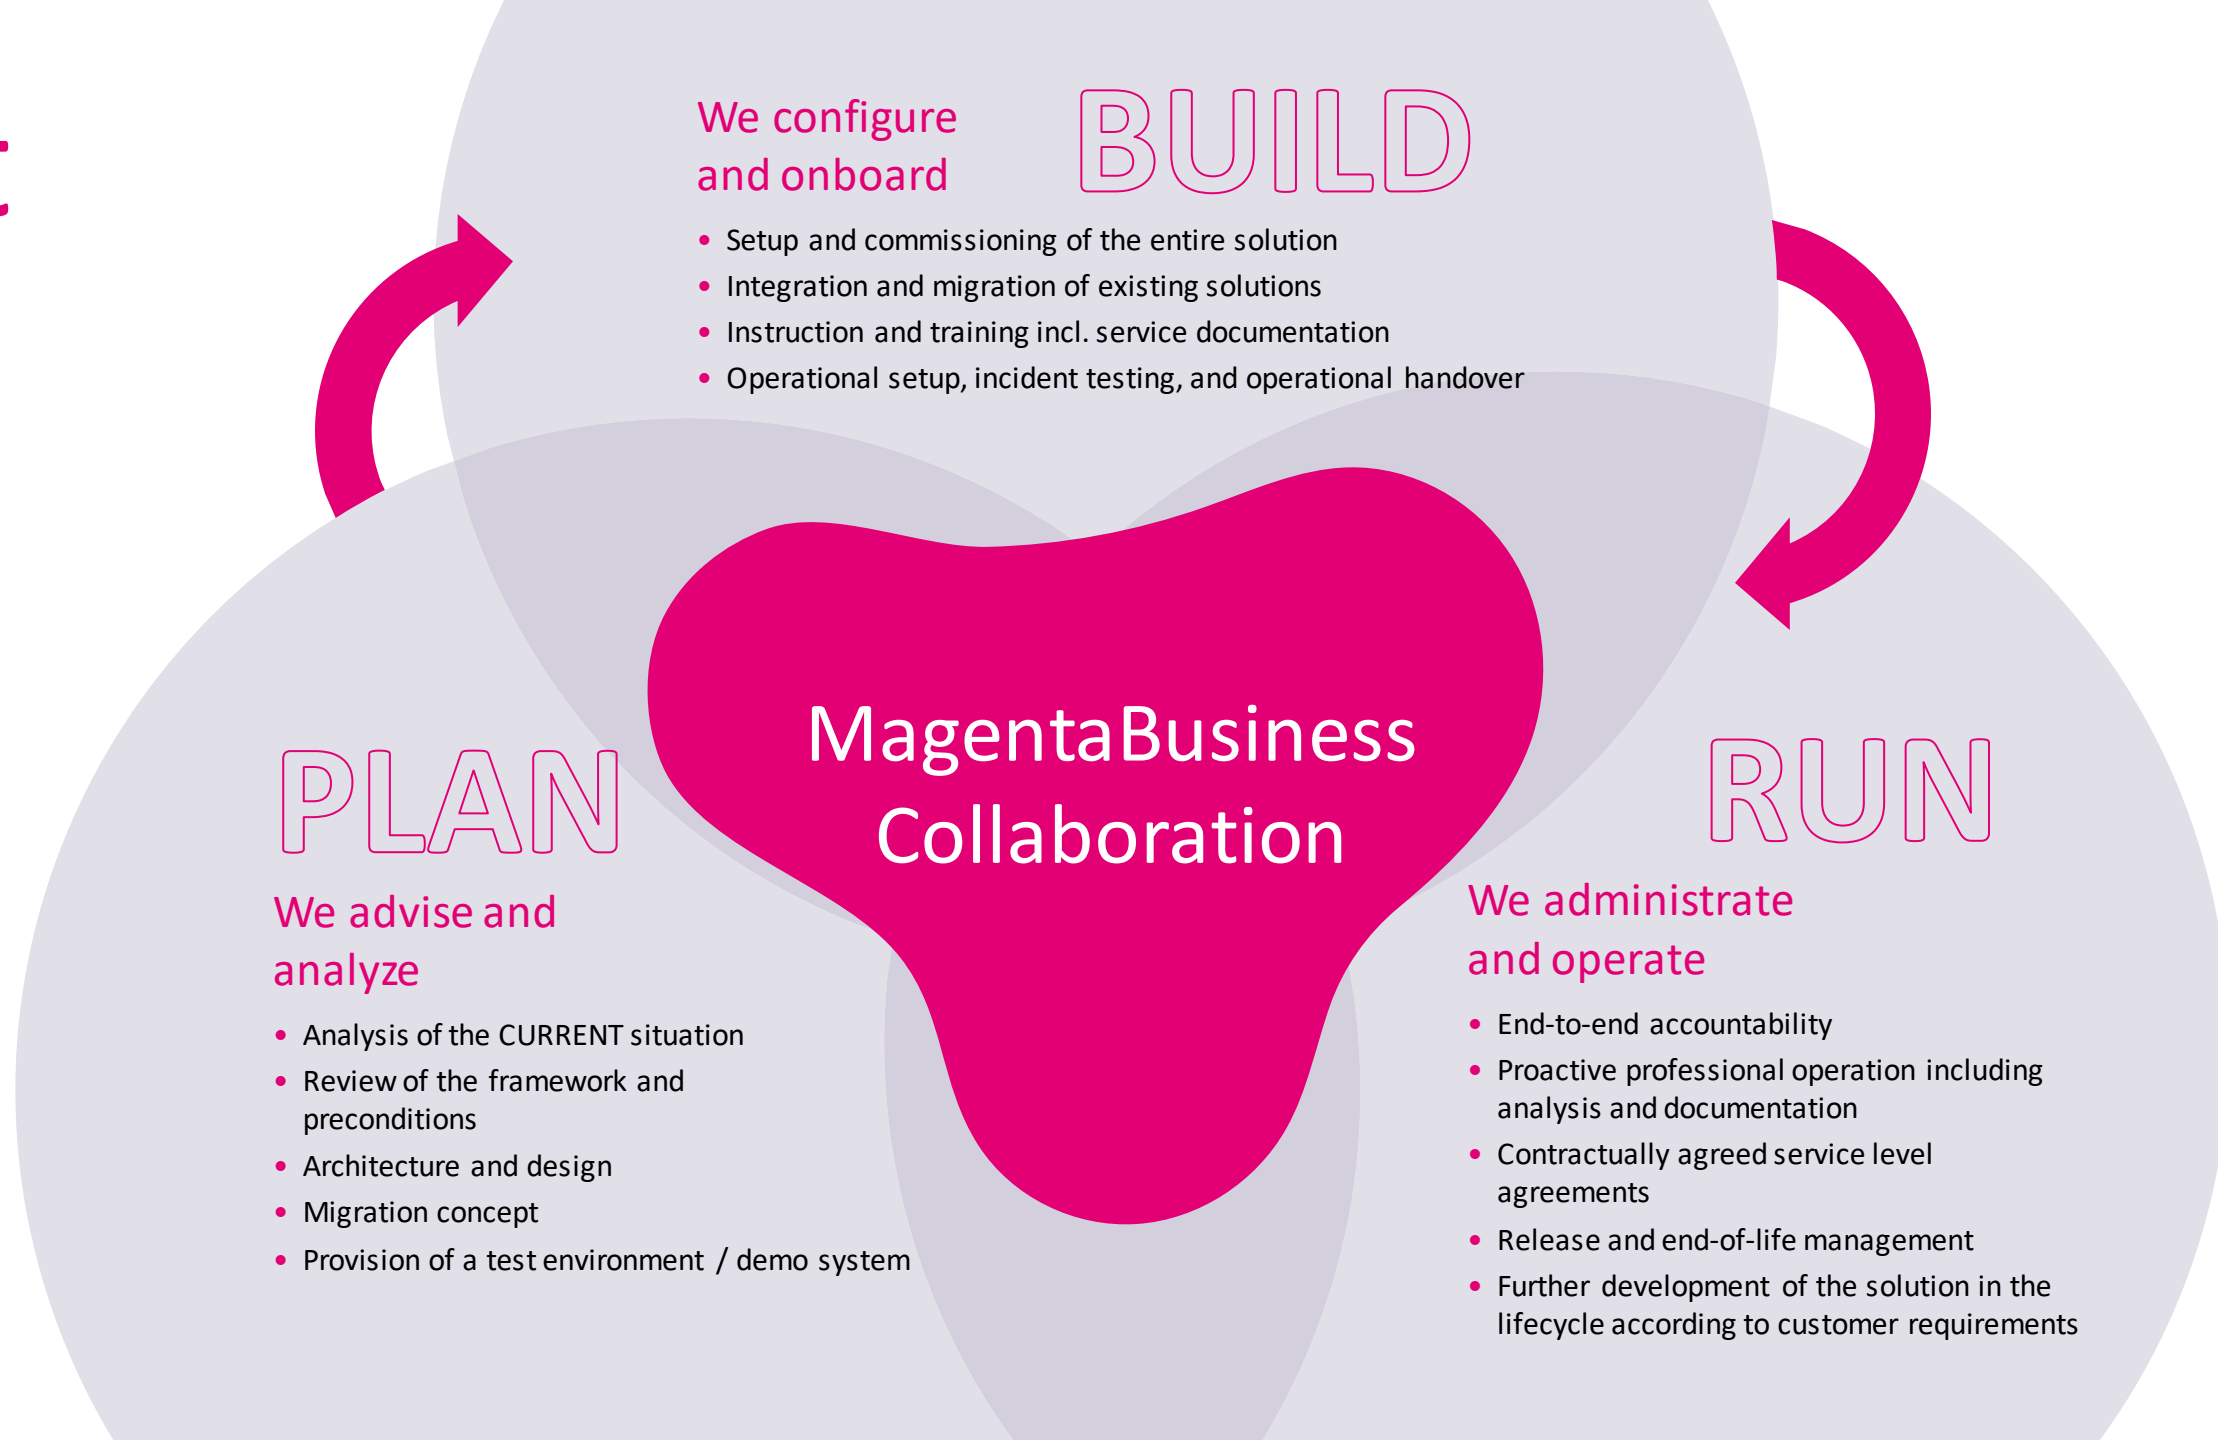 t
We configure
and onboard
BUILD
• Setup and commissioning of the entire solution
• Integration and migration of existing solutions
• Instruction and training incl. service documentation
• Operational setup, incident testing, and operational handover
MagentaBusiness
Collaboration
PLAN
We advise and
analyze
• Analysis of the CURRENT situation
• Review of the framework and
preconditions
• Architecture and design
• Migration concept
• Provision of a test environment / demo system
RUN
We administrate
and operate
• End-to-end accountability
• Proactive professional operation including
analysis and documentation
• Contractually agreed service level
agreements
• Release and end-of-life management
• Further development of the solution in the
lifecycle according to customer requirements